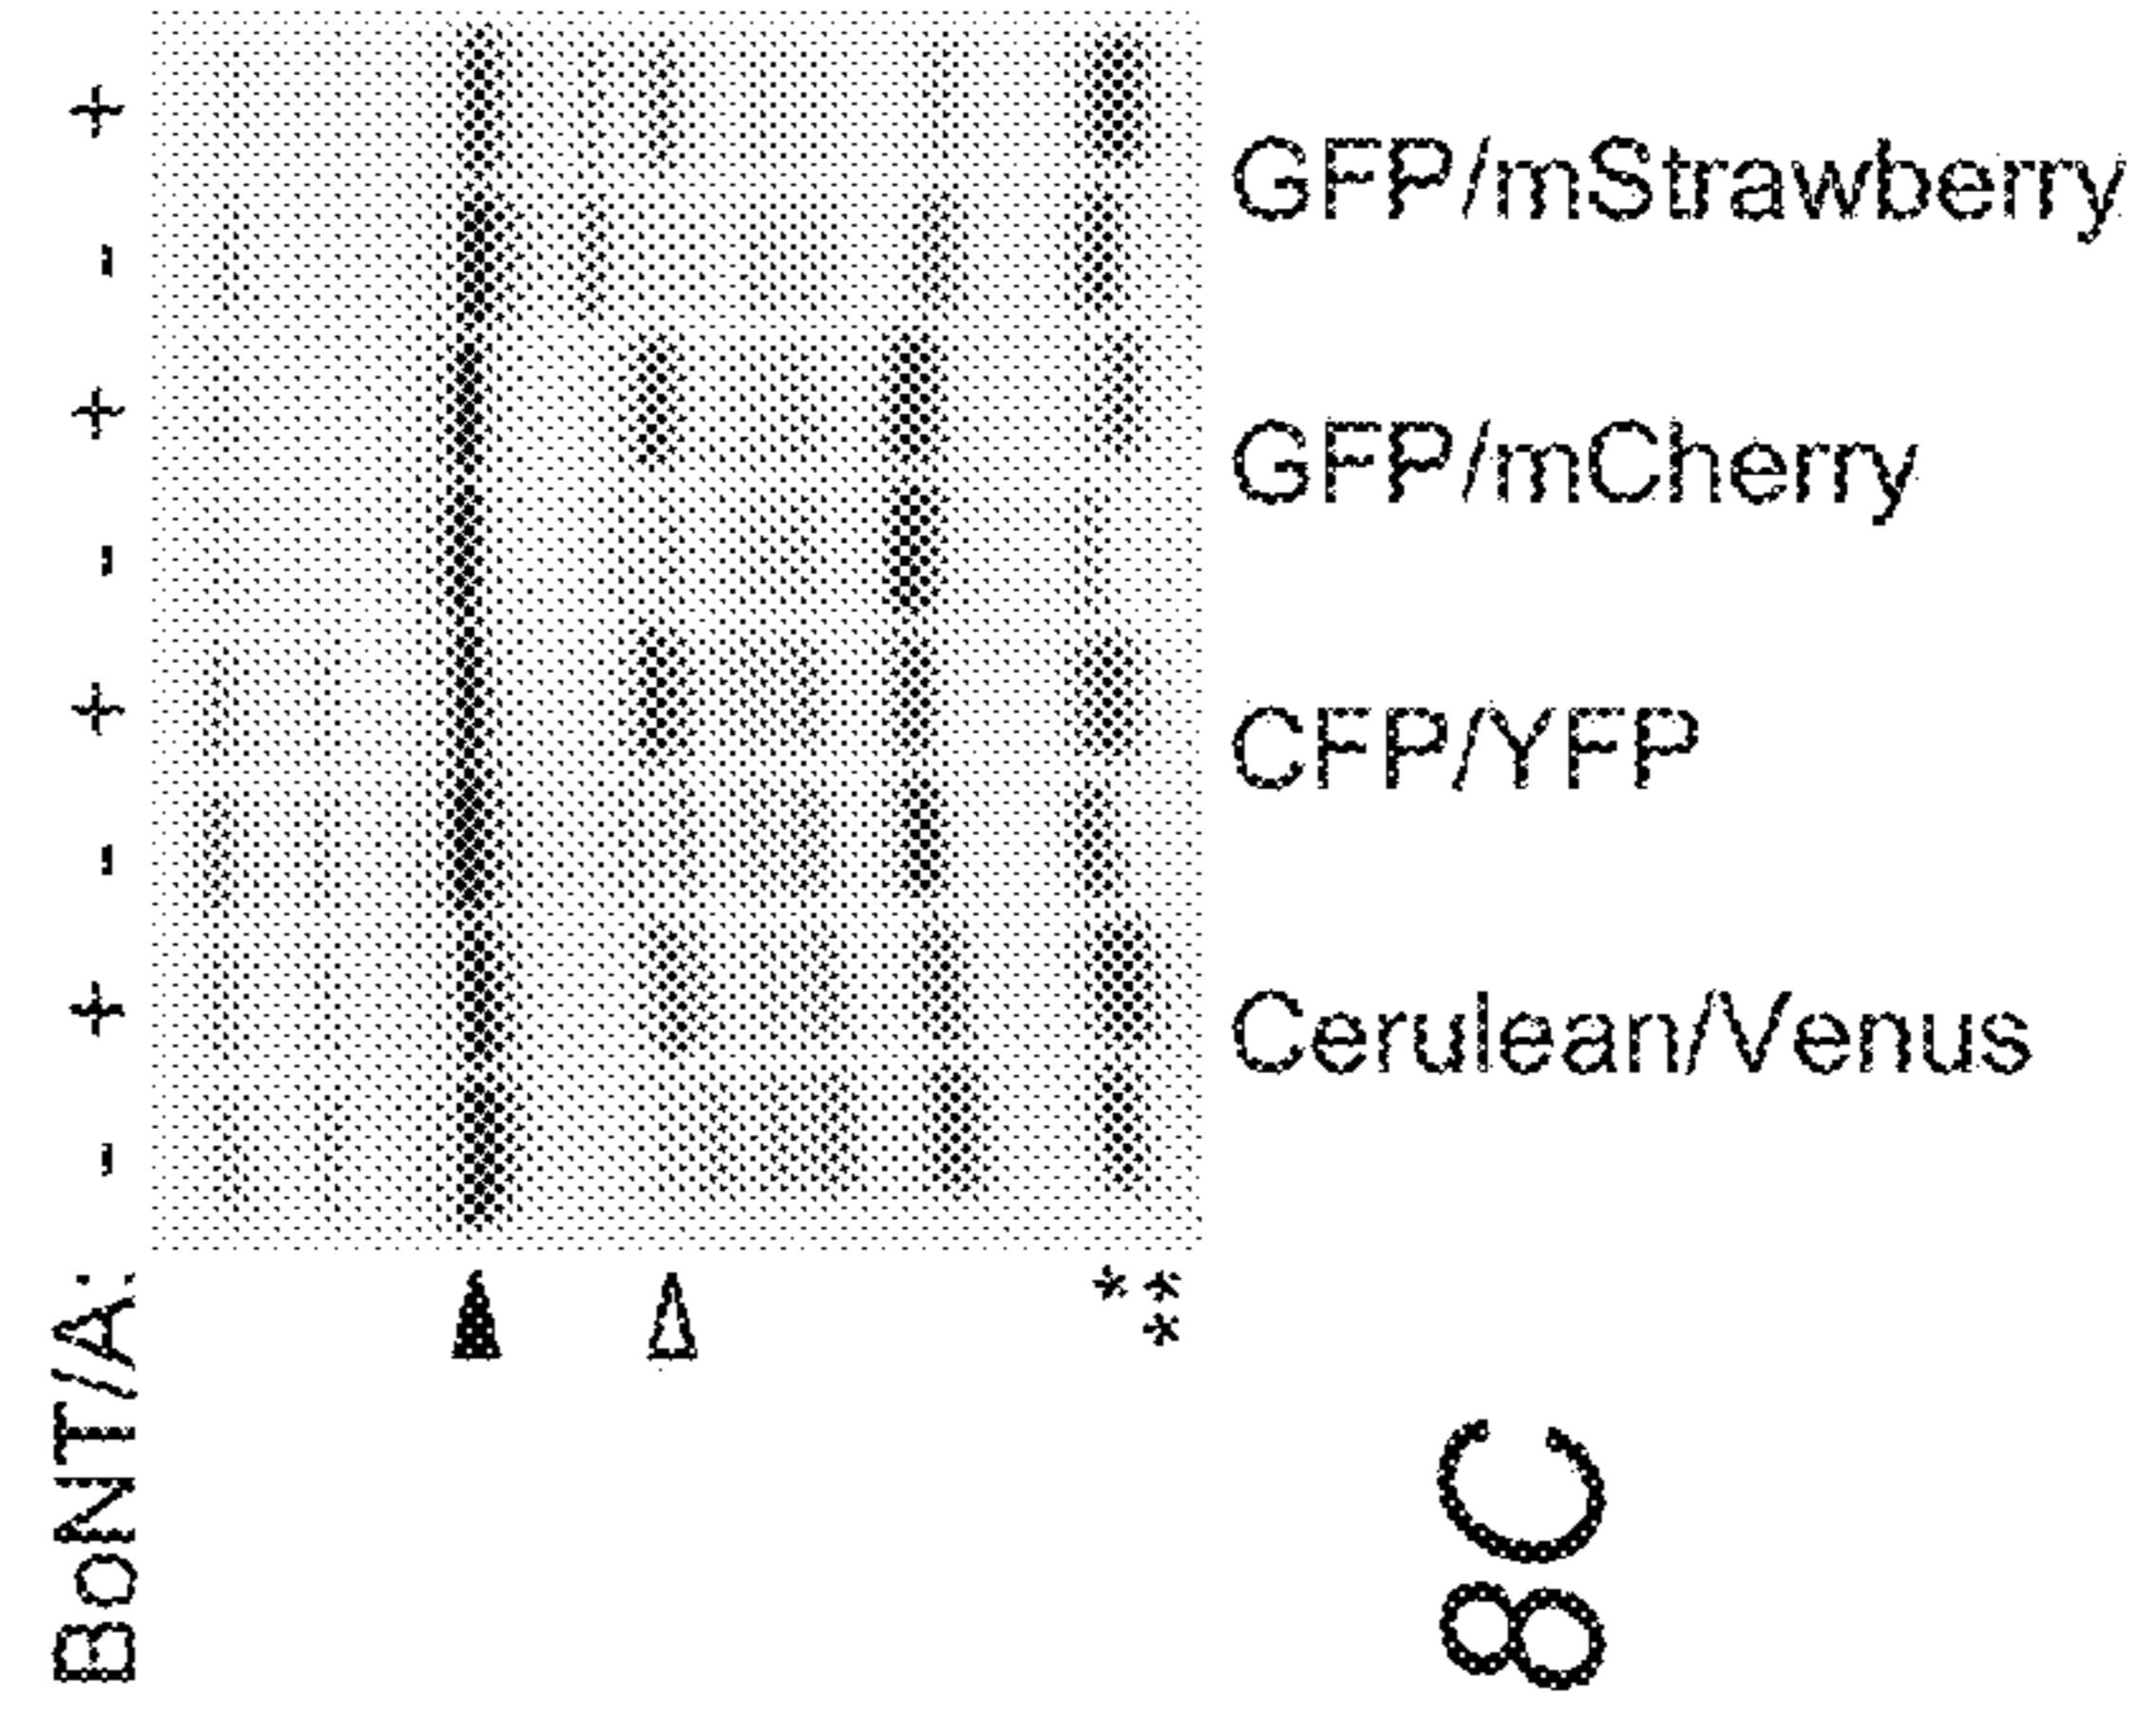 BoNT/A: - + - + - + - +
GFP/mStrawberry
GFP/mCherry
CFP/YFP
Cerulean/Venus
*
**
8C